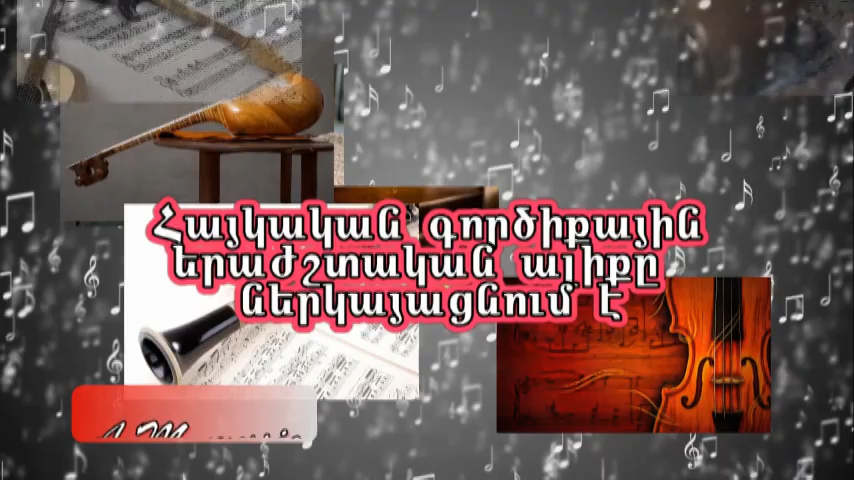 Հայկական գործիքային
երաժշտական ալիքը
ներկայացնում է